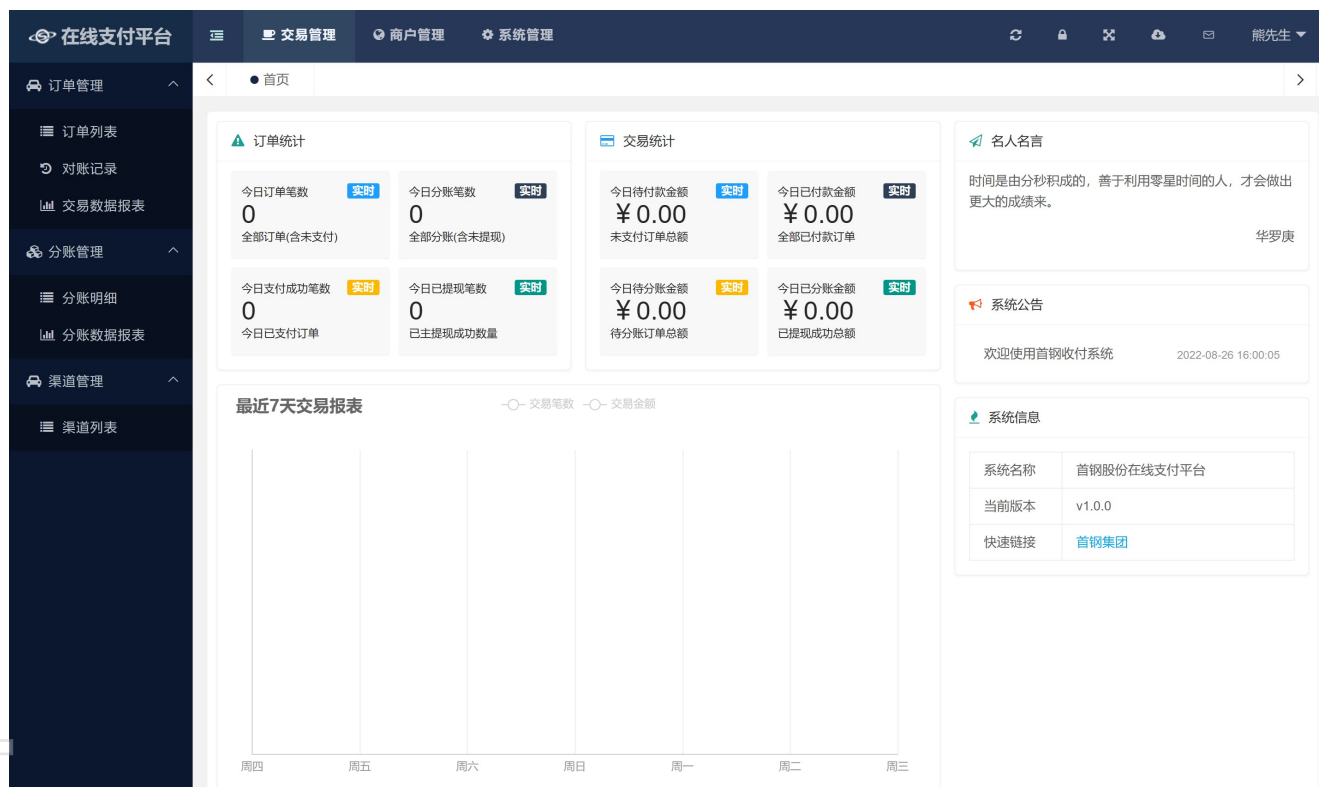 在线支付平台
交易管理
商户管理
系统管理
熊先生
订单管理
订单列表
对账记录
交易数据报表
分账管理
分账明细
分账数据报表
渠道管理
渠道列表
首页
订单统计
今日订单笔数 实时
0
全部订单(含未支付)
今日分账笔数 实时
0
全部分账(含未提现)
今日支付成功笔数 实时
0
今日已支付订单
今日已提现笔数 实时
0
已主提现成功数量
交易统计
今日待付款金额 实时
¥0.00
未支付订单总额
今日已付款金额 实时
¥0.00
全部已付款订单
今日待分账金额 实时
¥0.00
待分账订单总额
今日已分账金额 实时
¥0.00
已提现成功总额
最近7天交易报表
交易笔数 交易金额
周四 周五 周六 周日 周一 周二 周三
名人名言
时间是由分秒积成的，善于利用零星时间的人，才会做出
更大的成绩来。
华罗庚
系统公告
欢迎使用首钢收付系统 2022-08-26 16:00:05
系统信息
系统名称 首钢股份在线支付平台
当前版本 v1.0.0
快速链接 首钢集团